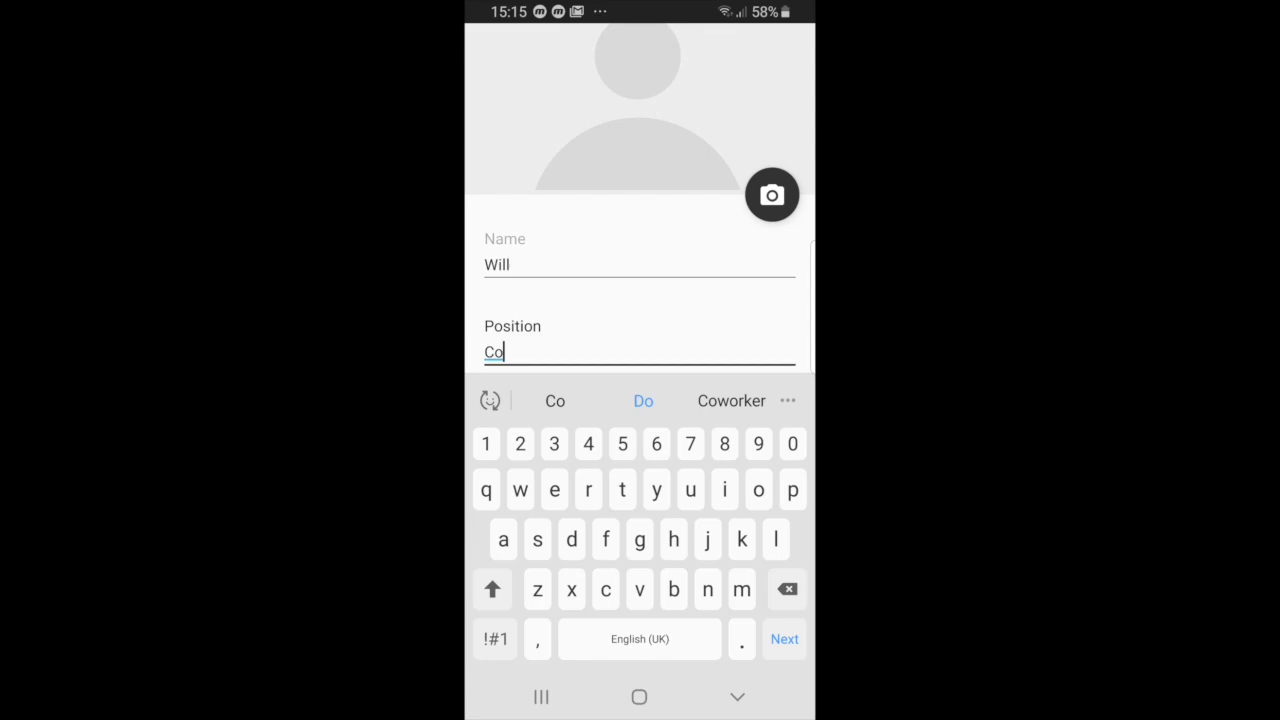 15:15 58%
Name
Will
Position
Co
Co Do Coworker
1 2 3 4 5 6 7 8 9 0
q w e r t y u i o p
a s d f g h j k l
z x c v b n m
!#1 , English (UK) . Next